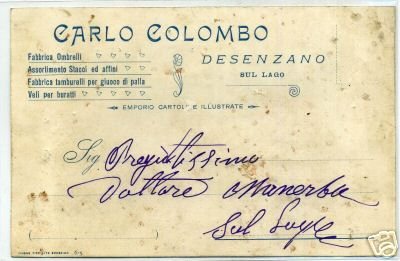 CARLO COLOMBO
Fabbrica Ombrelli
Assortimento Stacci ed affini
Fabbrica tamburelli per giuoco di palla
Veli per buratti
DESENZANO
SUL LAGO
EMPORIO CARTOLINE ILLUSTRATE
Sig. Pregiatissimo
Dottore Manerba
Sul